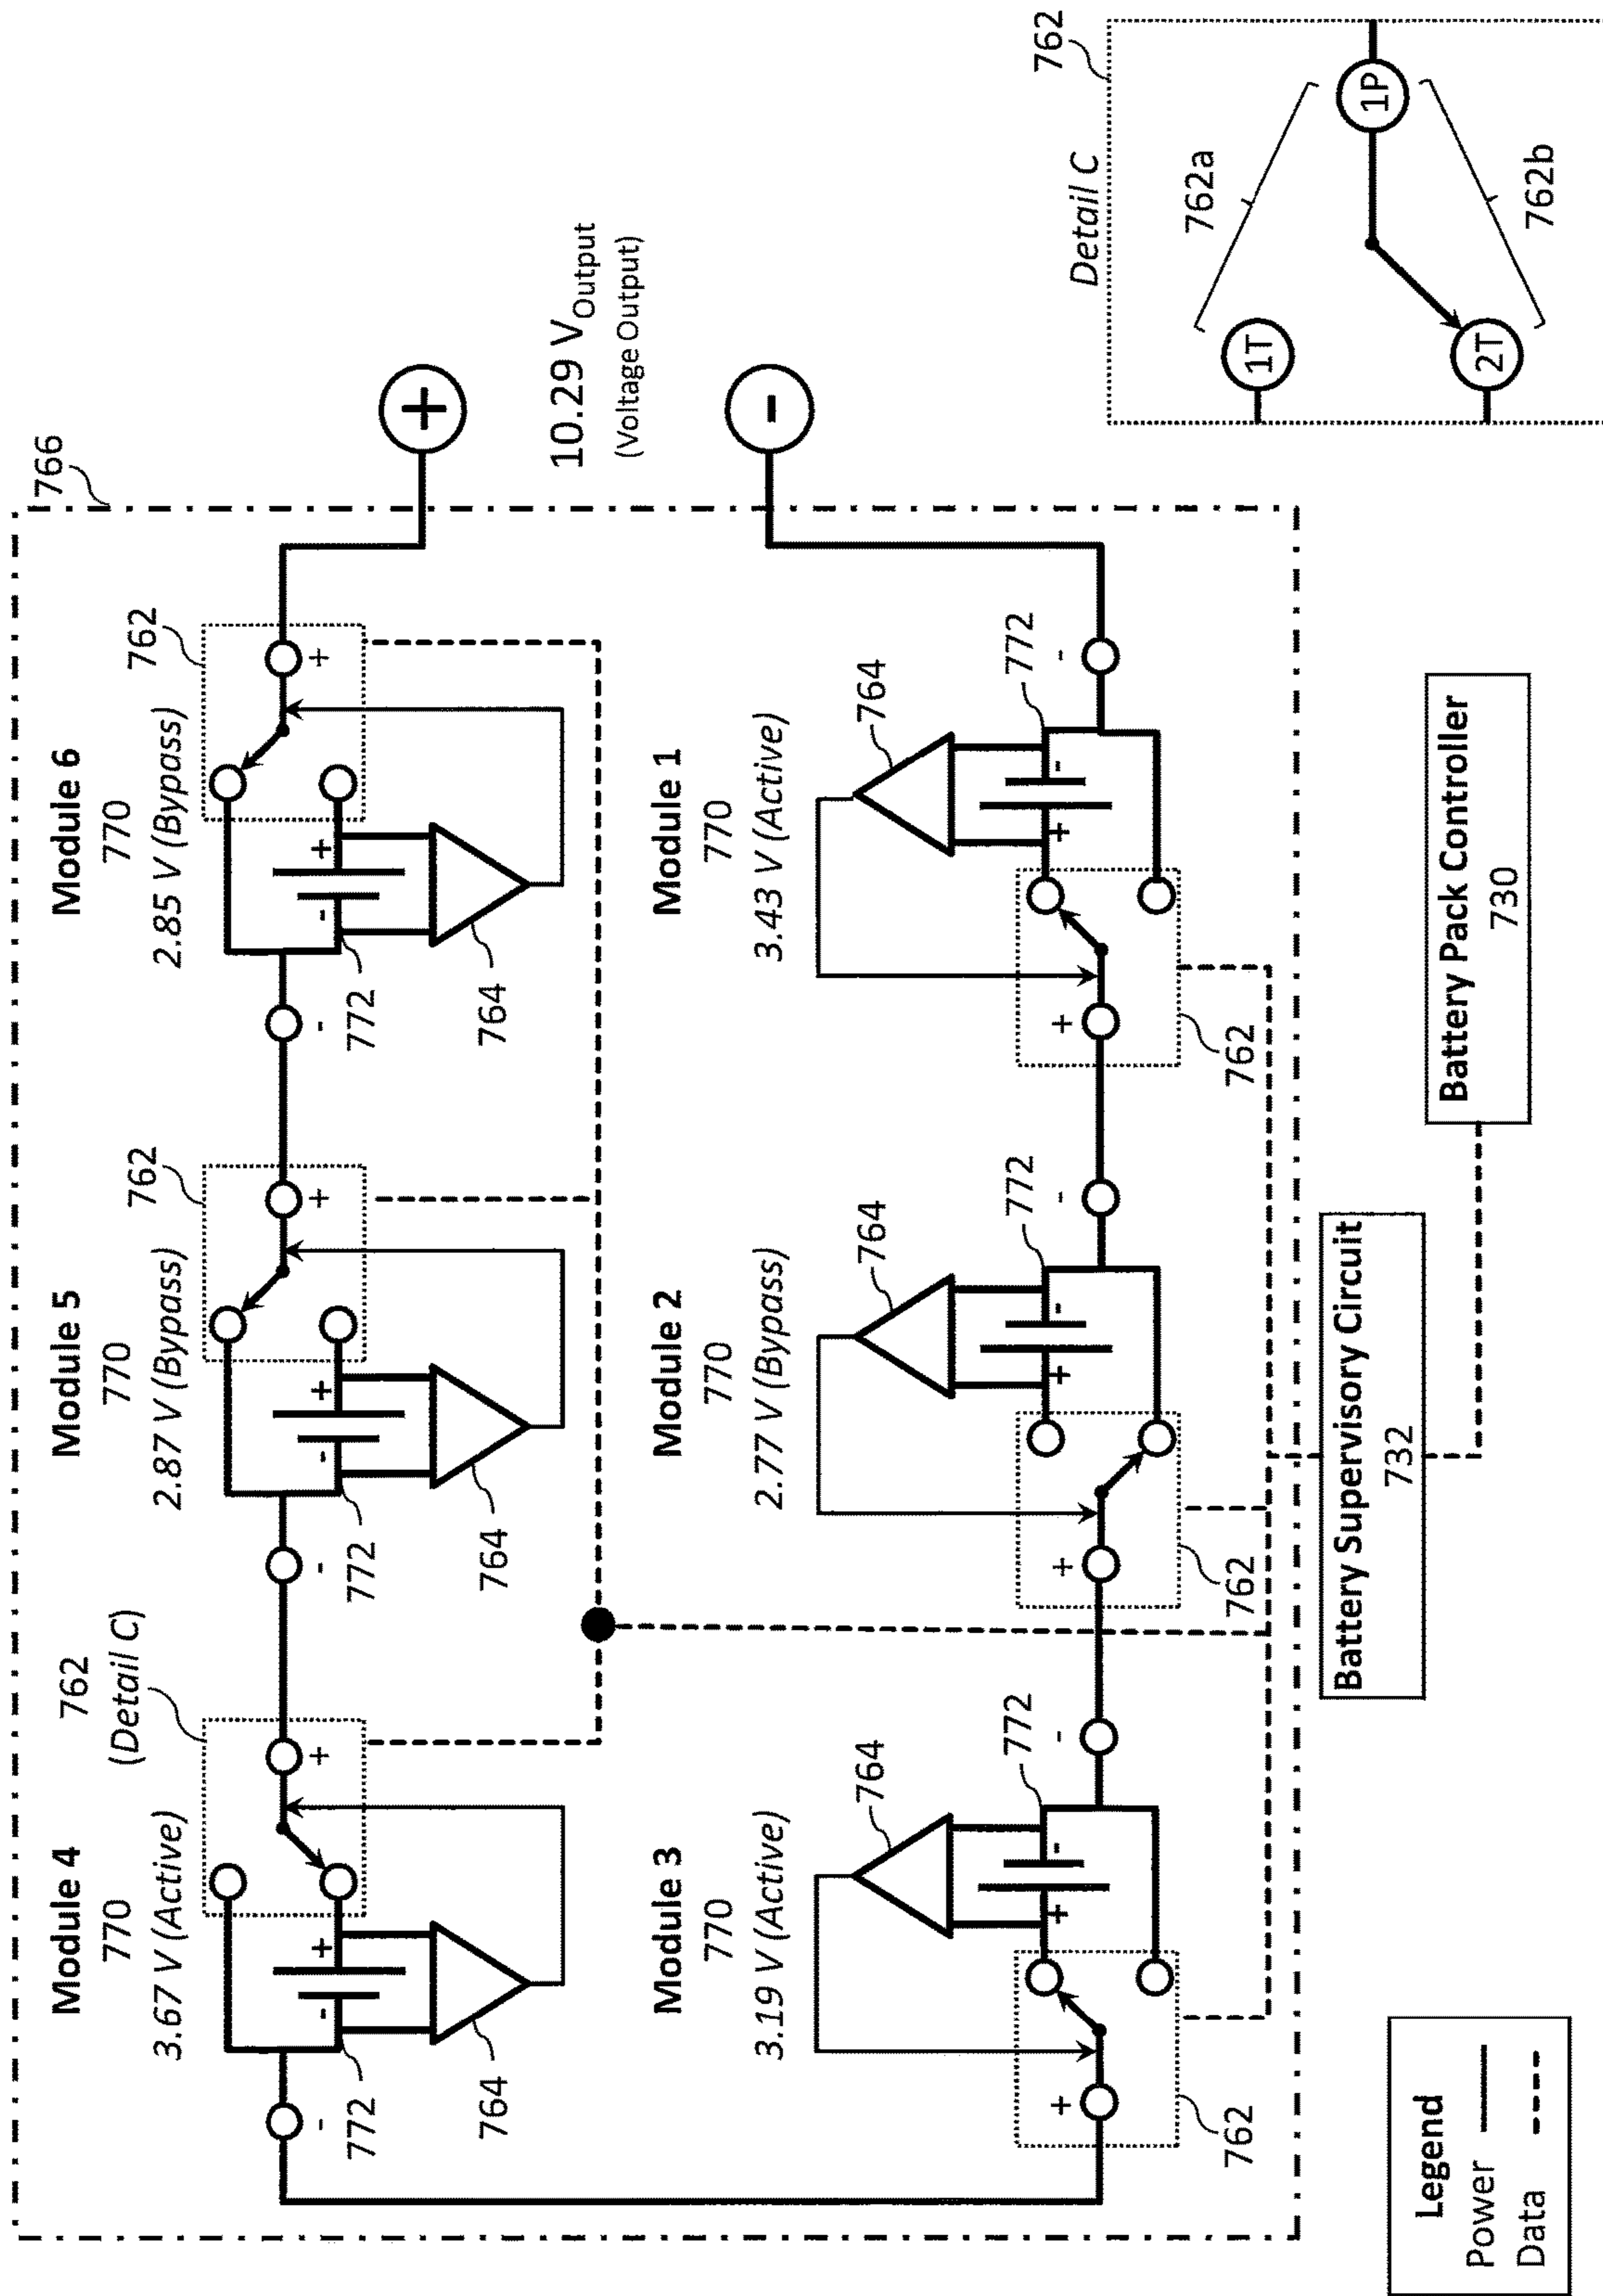 766
Module 4
770
3.67 V (Active)
762
(Detail C)
Module 5
770
2.87 V (Bypass)
762
Module 6
770
2.85 V (Bypass)
762
-
-
+
+
-
-
+
+
-
-
+
+
772
772
772
764
764
764
+
10.29 VOutput
(Voltage Output)
-
Module 3
770
3.19 V (Active)
Module 2
770
2.77 V (Bypass)
Module 1
770
3.43 V (Active)
764
764
764
772
772
772
+
+
-
-
+
+
-
-
+
+
-
-
762
762
762
Detail C
762
1T
762a
1P
2T
762b
Battery Supervisory Circuit
732
Battery Pack Controller
730
Legend
Power
Data